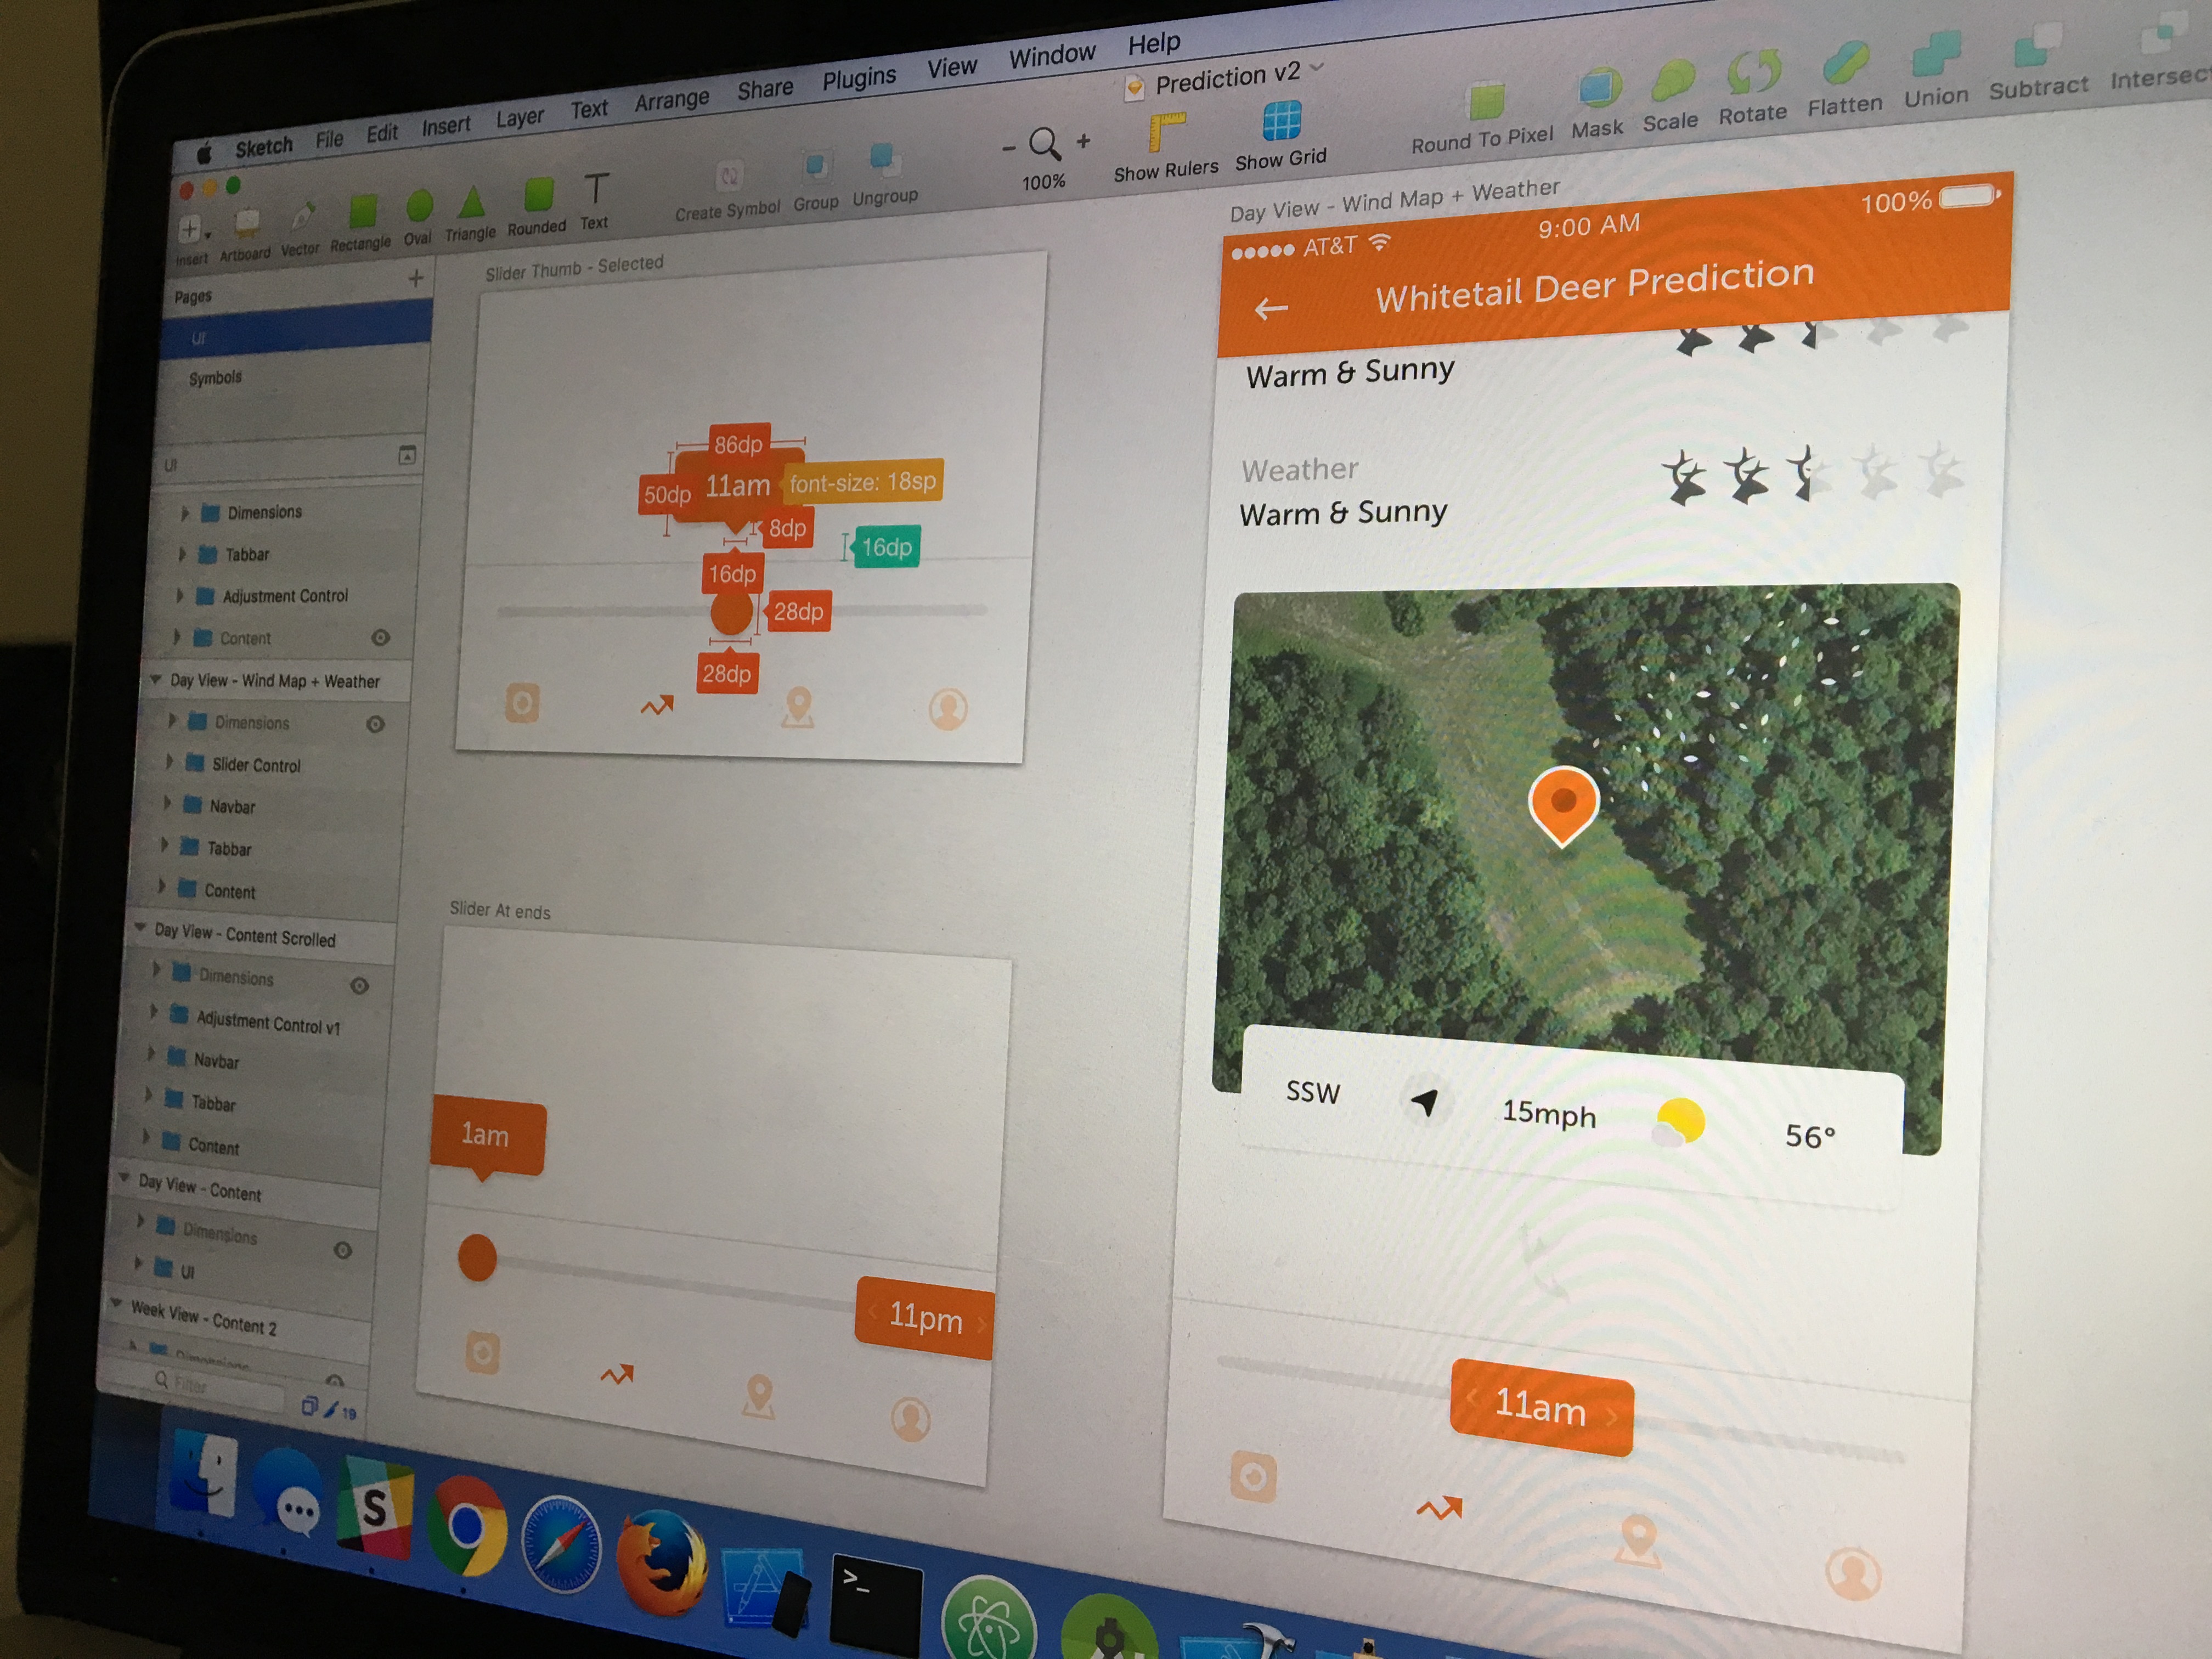 Sketch File Edit Insert Layer Text Arrange Share Plugins View Window Help
Prediction v2
Insert Artboard Vector Rectangle Oval Triangle Rounded Text Create Symbol Group Ungroup
100%
Show Rulers Show Grid
Round To Pixel Mask Scale Rotate Flatten Union Subtract
Pages
UI
Symbols
UI
Dimensions
Tabbar
Adjustment Control
Content
Day View - Wind Map + Weather
Dimensions
Slider Control
Navbar
Tabbar
Content
Day View - Content Scrolled
Dimensions
Adjustment Control v1
Navbar
Tabbar
Content
Day View - Content
Dimensions
UI
Week View - Content 2
Dimensions
Filter
19
Slider Thumb - Selected
86dp
50dp
11am
font-size: 18sp
8dp
16dp
16dp
28dp
28dp
Slider At ends
1am
11pm
Day View - Wind Map + Weather
AT&T
9:00 AM
100%
Whitetail Deer Prediction
Warm & Sunny
Weather
Warm & Sunny
SSW
15mph
56°
11am
S
>_